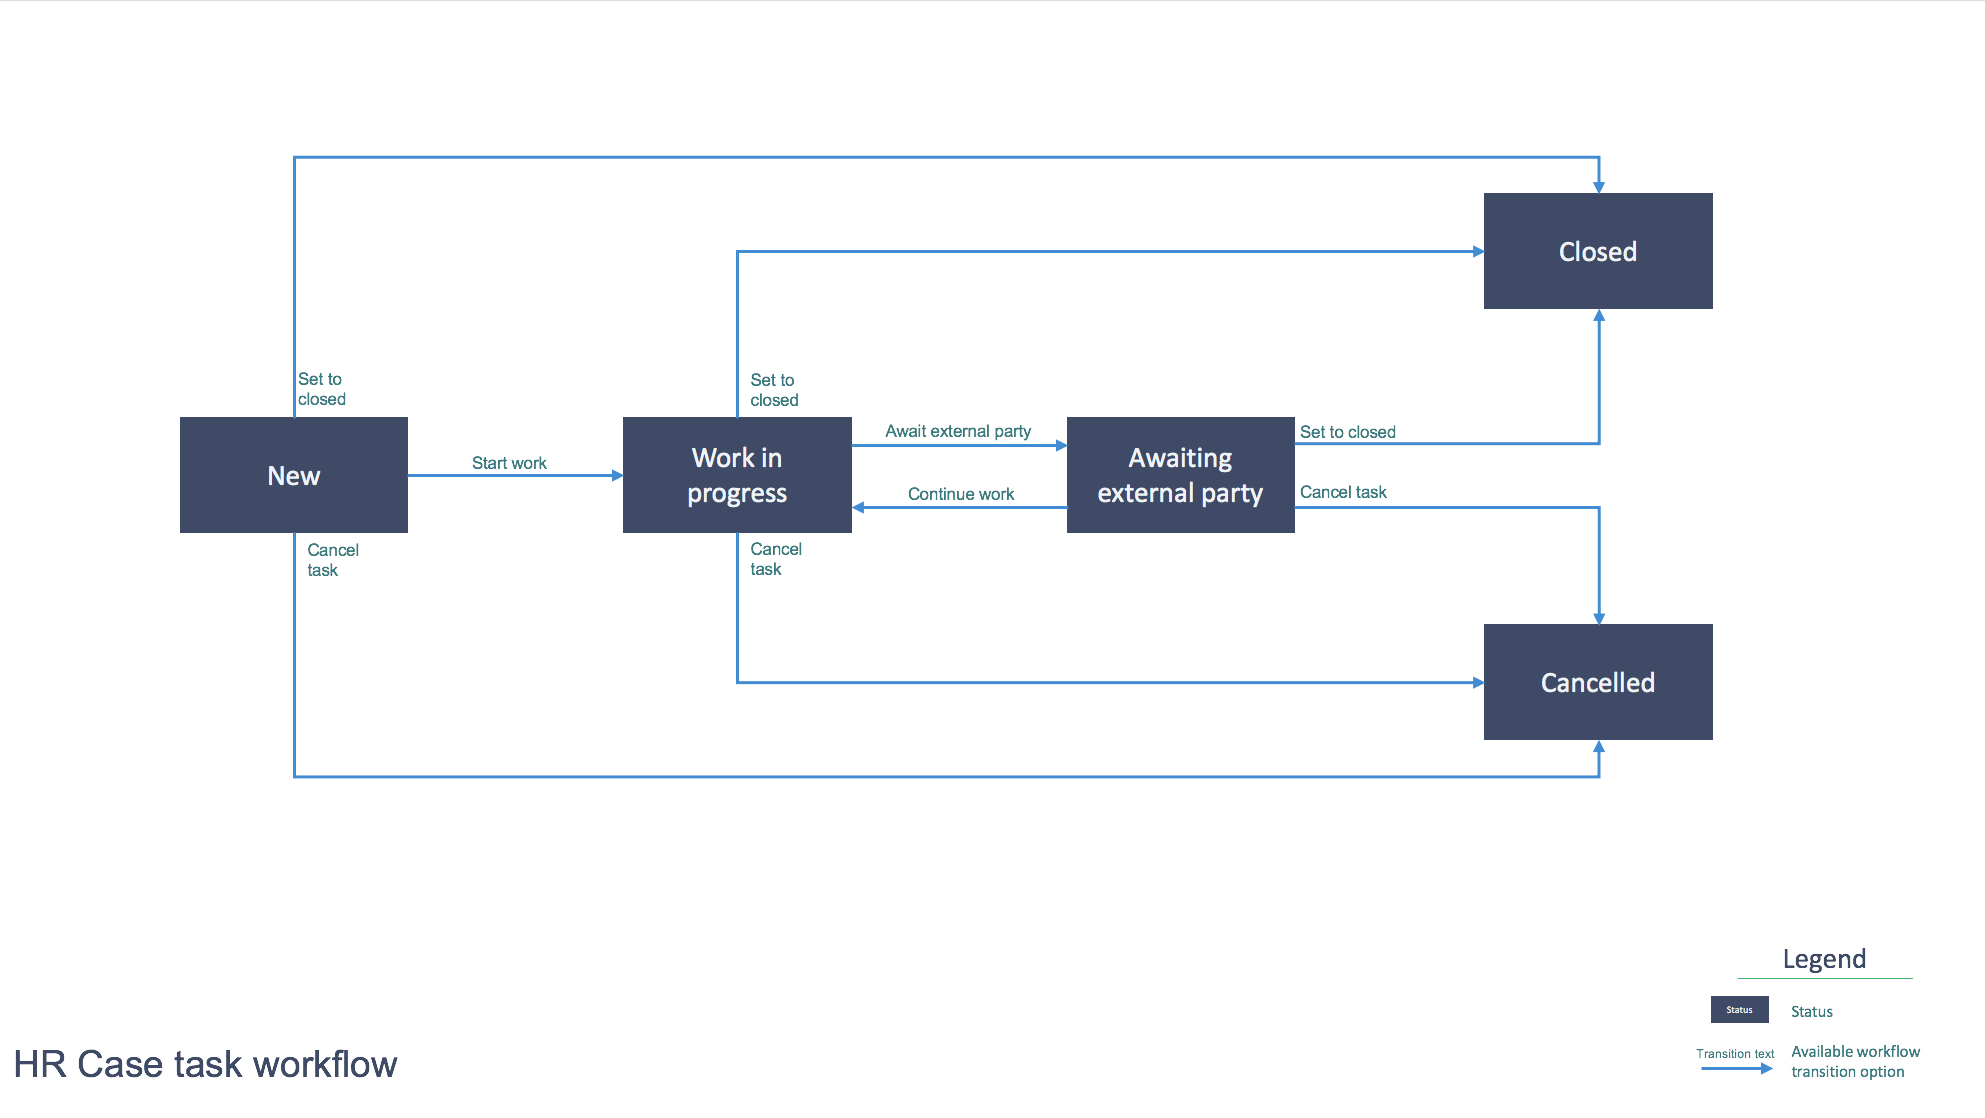 Closed
Set to
closed
Set to
closed
New
Start work
Work in
progress
Await external party
Continue work
Awaiting
external party
Set to closed
Cancel task
Cancel
task
Cancel
task
Cancelled
Legend
Status
Status
Transition text
Available workflow
transition option
HR Case task workflow